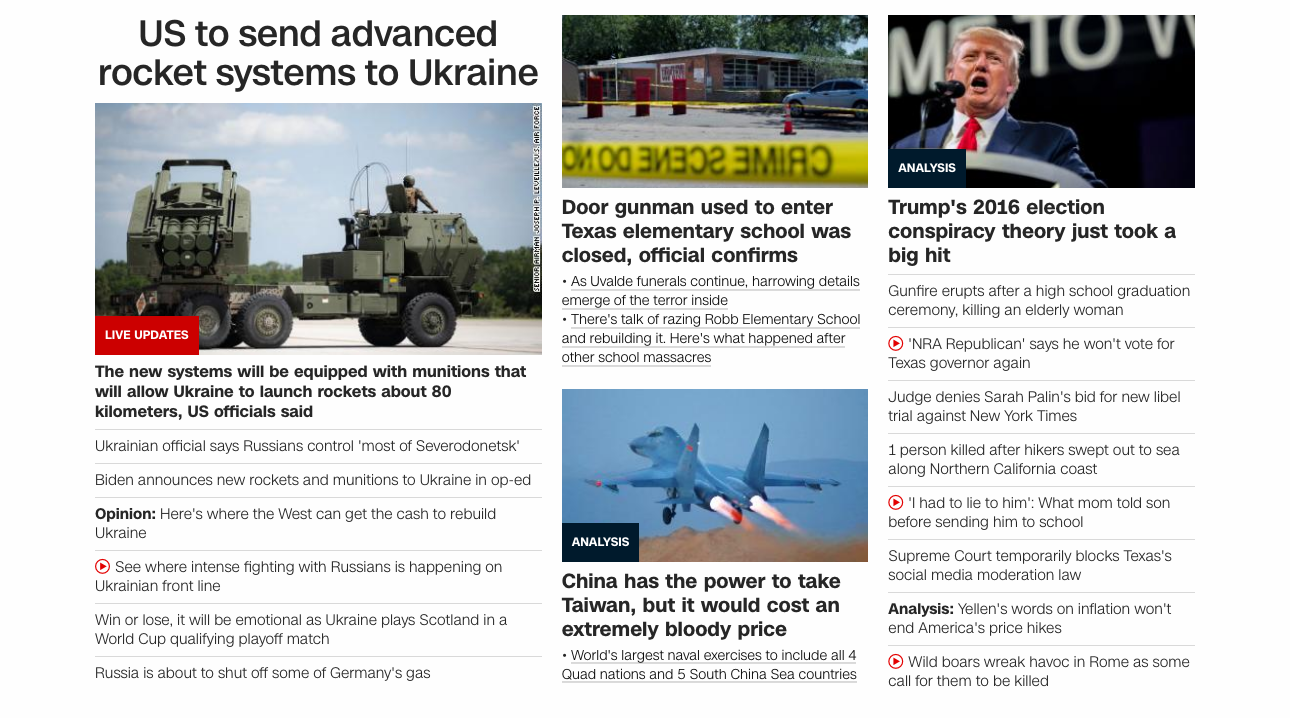 US to send advanced
rocket systems to Ukraine
SENIOR AIRMAN JOSEPH P. LEVEILLE/U.S. AIR FORCE
LIVE UPDATES
The new systems will be equipped with munitions that
will allow Ukraine to launch rockets about 80
kilometers, US officials said
Ukrainian official says Russians control 'most of Severodonetsk'
Biden announces new rockets and munitions to Ukraine in op-ed
Opinion: Here's where the West can get the cash to rebuild
Ukraine
See where intense fighting with Russians is happening on
Ukrainian front line
Win or lose, it will be emotional as Ukraine plays Scotland in a
World Cup qualifying playoff match
Russia is about to shut off some of Germany's gas
CRIME SCENE DO NO
Door gunman used to enter
Texas elementary school was
closed, official confirms
• As Uvalde funerals continue, harrowing details
emerge of the terror inside
• There's talk of razing Robb Elementary School
and rebuilding it. Here's what happened after
other school massacres
ANALYSIS
China has the power to take
Taiwan, but it would cost an
extremely bloody price
• World's largest naval exercises to include all 4
Quad nations and 5 South China Sea countries
ME TO W
ANALYSIS
Trump's 2016 election
conspiracy theory just took a
big hit
Gunfire erupts after a high school graduation
ceremony, killing an elderly woman
'NRA Republican' says he won't vote for
Texas governor again
Judge denies Sarah Palin's bid for new libel
trial against New York Times
1 person killed after hikers swept out to sea
along Northern California coast
'I had to lie to him': What mom told son
before sending him to school
Supreme Court temporarily blocks Texas's
social media moderation law
Analysis: Yellen's words on inflation won't
end America's price hikes
Wild boars wreak havoc in Rome as some
call for them to be killed